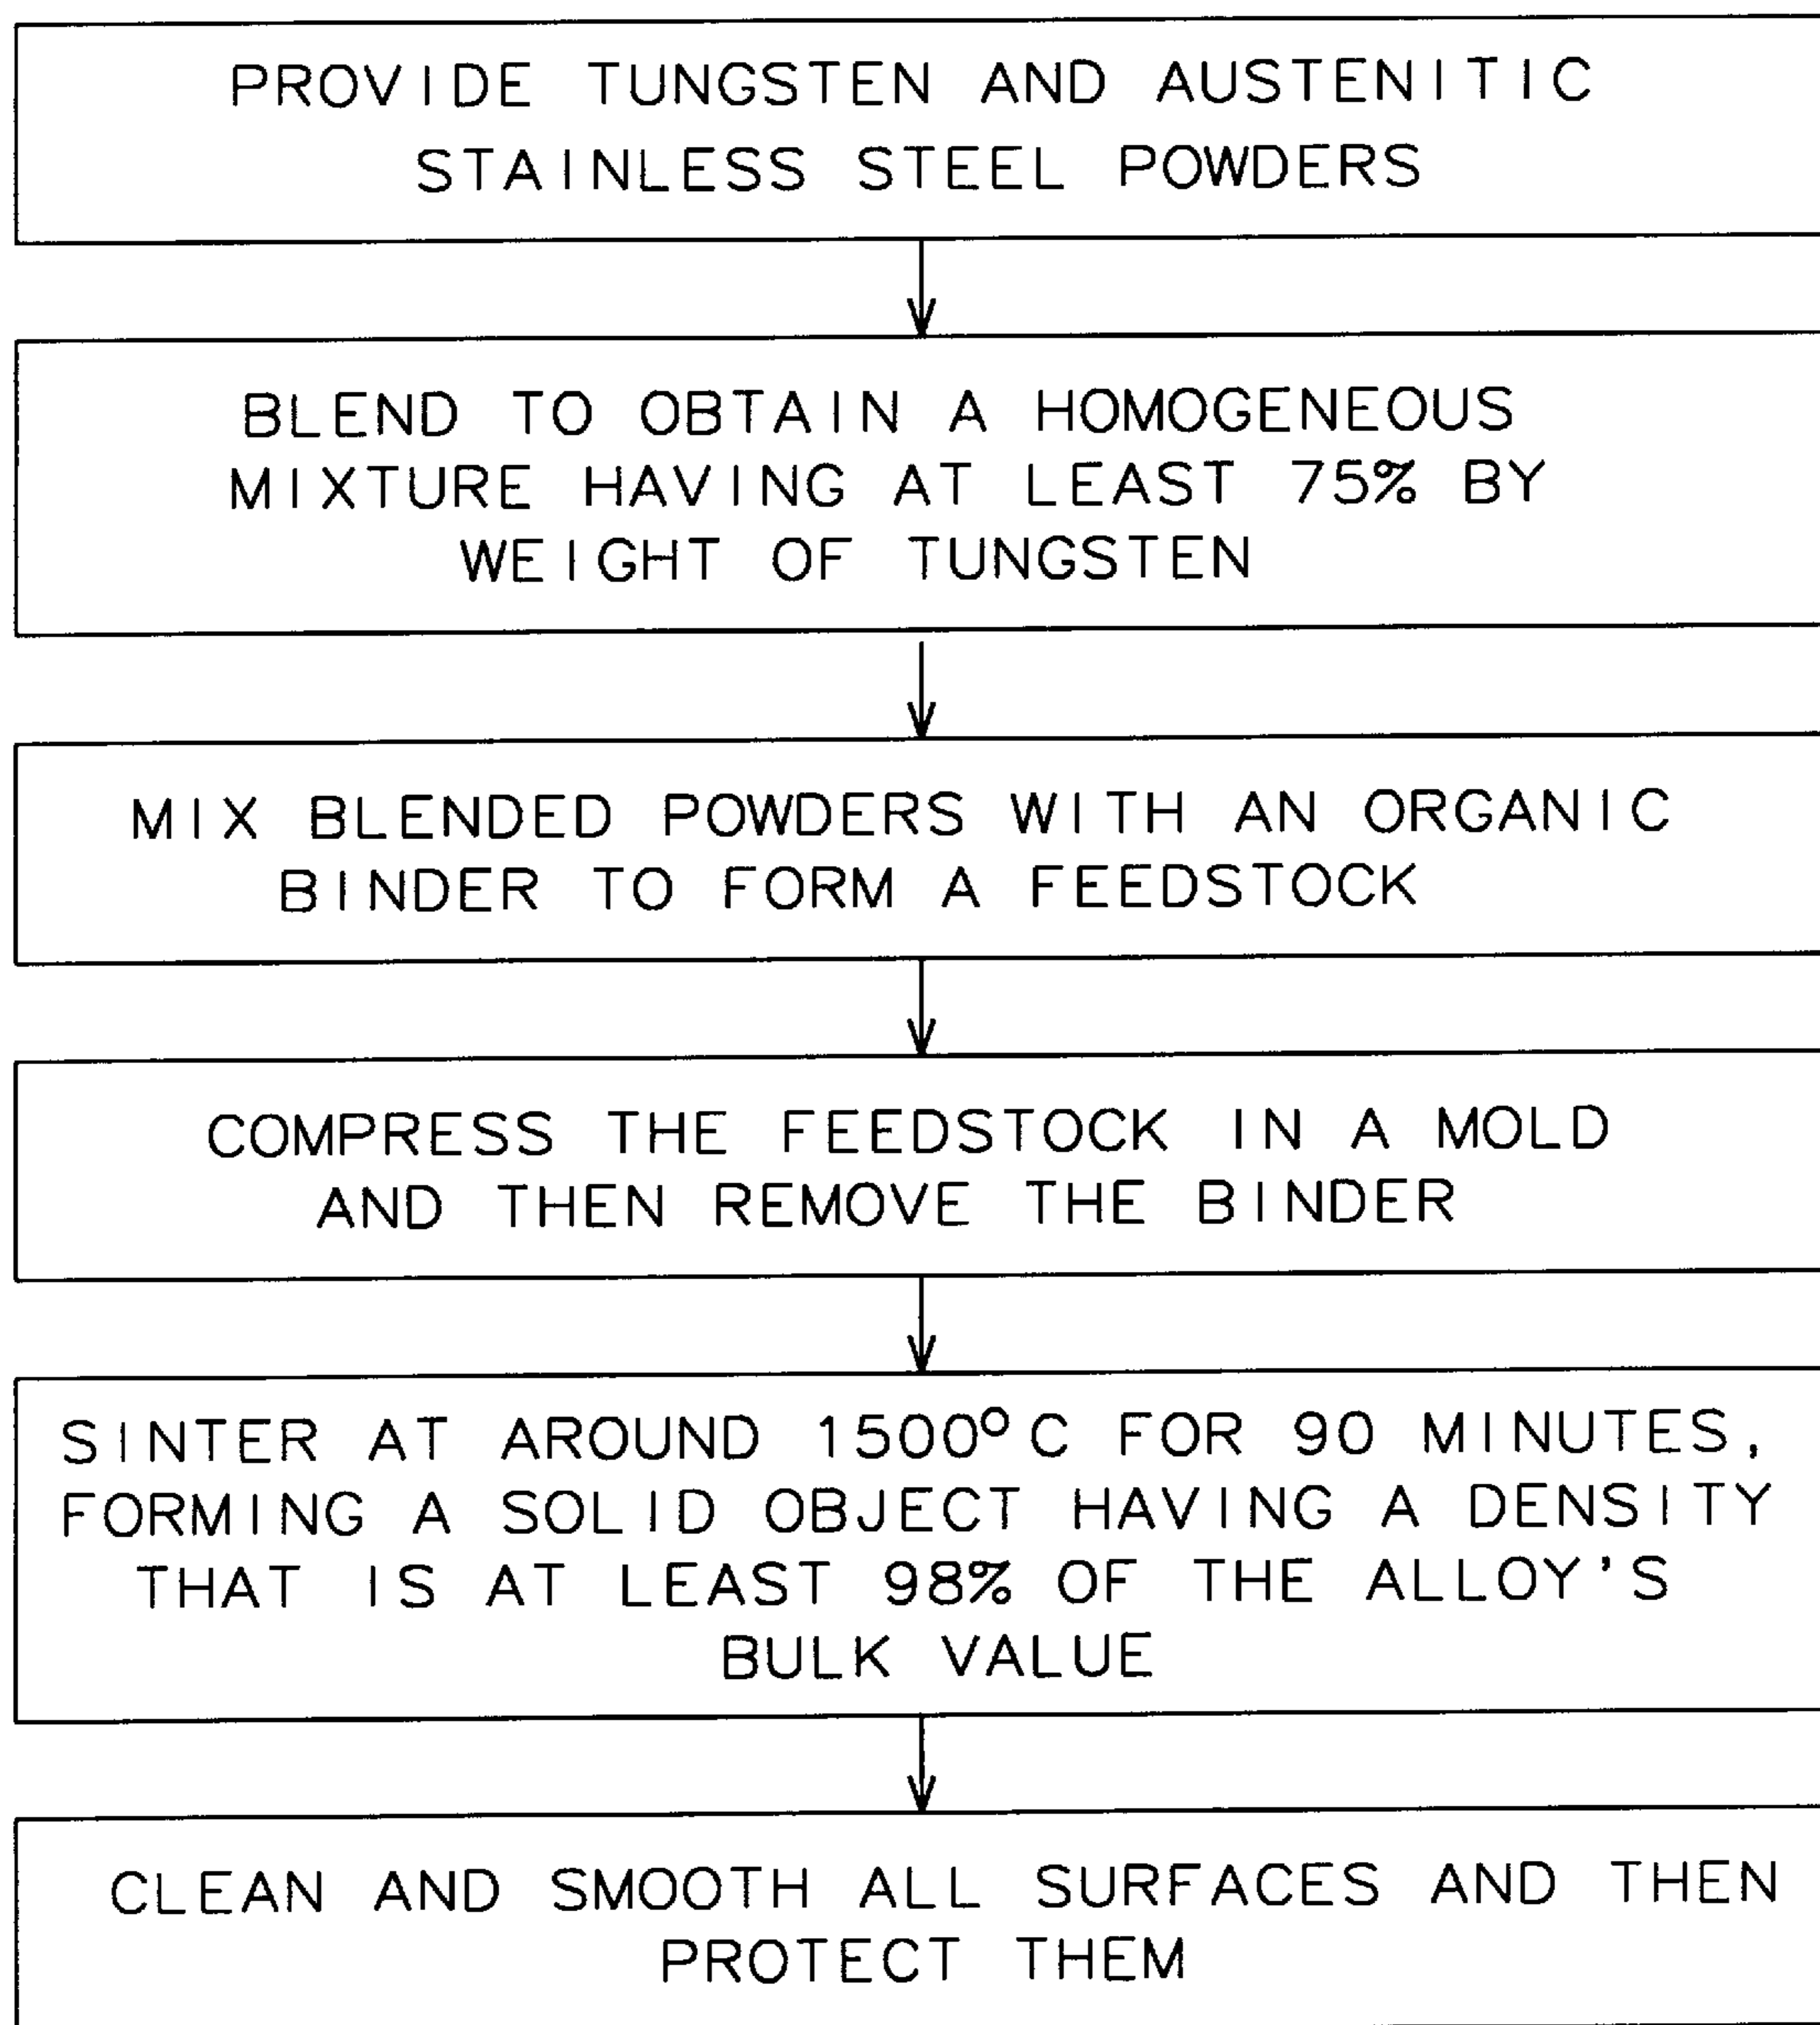 PROVIDE TUNGSTEN AND AUSTENITIC
STAINLESS STEEL POWDERS
BLEND TO OBTAIN A HOMOGENEOUS
MIXTURE HAVING AT LEAST 75% BY
WEIGHT OF TUNGSTEN
MIX BLENDED POWDERS WITH AN ORGANIC
BINDER TO FORM A FEEDSTOCK
COMPRESS THE FEEDSTOCK IN A MOLD
AND THEN REMOVE THE BINDER
SINTER AT AROUND 1500°C FOR 90 MINUTES,
FORMING A SOLID OBJECT HAVING A DENSITY
THAT IS AT LEAST 98% OF THE ALLOY'S
BULK VALUE
CLEAN AND SMOOTH ALL SURFACES AND THEN
PROTECT THEM